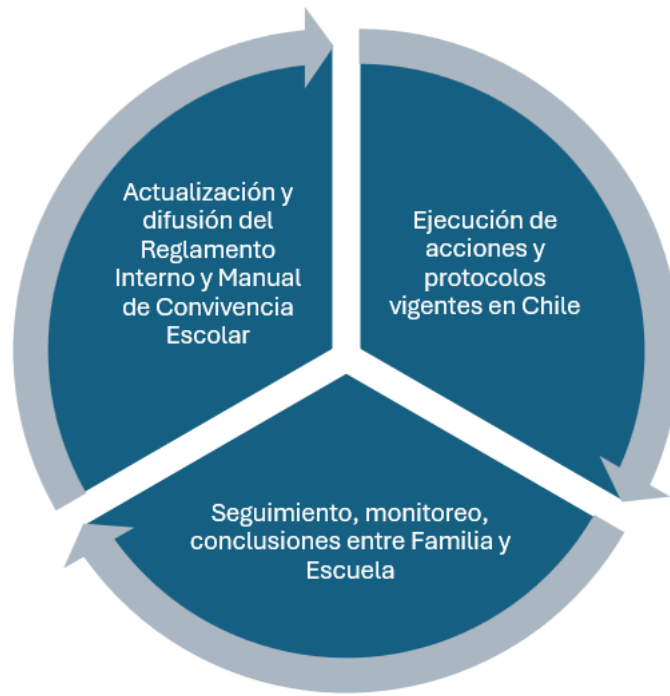 Actualización y
difusión del
Reglamento
Interno y Manual
de Convivencia
Escolar
Ejecución de
acciones y
protocolos
vigentes en Chile
Seguimiento, monitoreo,
conclusiones entre Familia y
Escuela